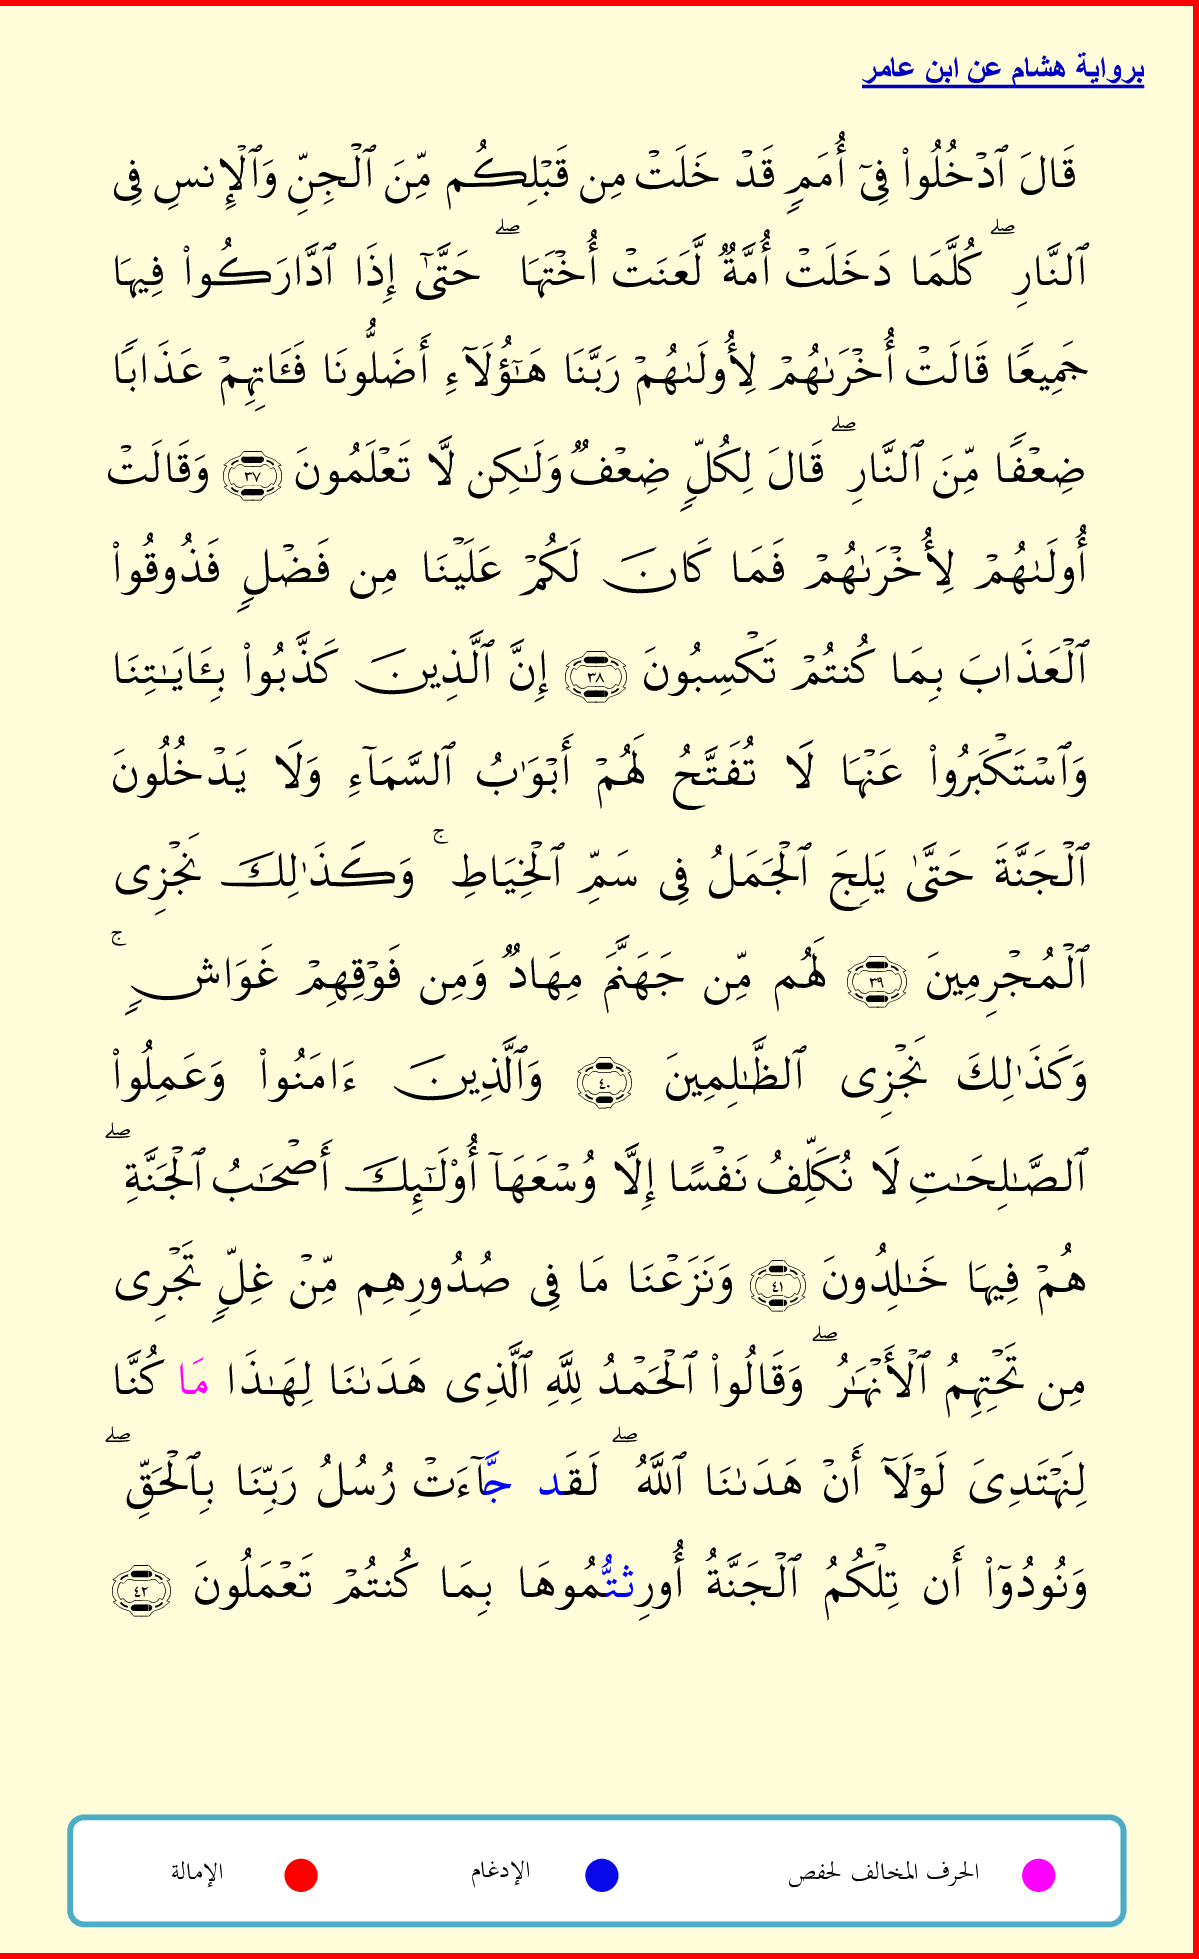 برواية هشام عن ابن عامر
قَالَ ٱدْخُلُوا۟ فِىٓ أُمَمٍ قَدْ خَلَتْ مِن قَبْلِكُم مِّنَ ٱلْجِنِّ وَٱلْإِنسِ فِى
ٱلنَّارِ ۖ كُلَّمَا دَخَلَتْ أُمَّةٌ لَّعَنَتْ أُخْتَهَا ۖ حَتَّىٰٓ إِذَا ٱدَّارَكُوا۟ فِيهَا
جَمِيعًا قَالَتْ أُخْرَىٰهُمْ لِأُولَىٰهُمْ رَبَّنَا هَـٰٓؤُلَآءِ أَضَلُّونَا فَـَٔاتِهِمْ عَذَابًا
ضِعْفًا مِّنَ ٱلنَّارِ ۖ قَالَ لِكُلٍّ ضِعْفٌ وَلَـٰكِن لَّا تَعْلَمُونَ ٣٧ وَقَالَتْ
أُولَىٰهُمْ لِأُخْرَىٰهُمْ فَمَا كَانَ لَكُمْ عَلَيْنَا مِن فَضْلٍ فَذُوقُوا۟
ٱلْعَذَابَ بِمَا كُنتُمْ تَكْسِبُونَ ٣٨ إِنَّ ٱلَّذِينَ كَذَّبُوا۟ بِـَٔايَـٰتِنَا
وَٱسْتَكْبَرُوا۟ عَنْهَا لَا تُفَتَّحُ لَهُمْ أَبْوَٰبُ ٱلسَّمَآءِ وَلَا يَدْخُلُونَ
ٱلْجَنَّةَ حَتَّىٰ يَلِجَ ٱلْجَمَلُ فِى سَمِّ ٱلْخِيَاطِ ۚ وَكَذَٰلِكَ نَجْزِى
ٱلْمُجْرِمِينَ ٣٩ لَهُم مِّن جَهَنَّمَ مِهَادٌ وَمِن فَوْقِهِمْ غَوَاشٍ ۚ
وَكَذَٰلِكَ نَجْزِى ٱلظَّـٰلِمِينَ ٤٠ وَٱلَّذِينَ ءَامَنُوا۟ وَعَمِلُوا۟
ٱلصَّـٰلِحَـٰتِ لَا نُكَلِّفُ نَفْسًا إِلَّا وُسْعَهَآ أُو۟لَـٰٓئِكَ أَصْحَـٰبُ ٱلْجَنَّةِ ۖ
هُمْ فِيهَا خَـٰلِدُونَ ٤١ وَنَزَعْنَا مَا فِى صُدُورِهِم مِّنْ غِلٍّ تَجْرِى
مِن تَحْتِهِمُ ٱلْأَنْهَـٰرُ ۖ وَقَالُوا۟ ٱلْحَمْدُ لِلَّهِ ٱلَّذِى هَدَىٰنَا لِهَـٰذَا مَا كُنَّا
لِنَهْتَدِىَ لَوْلَآ أَنْ هَدَىٰنَا ٱللَّهُ ۖ لَقَد جَّآءَتْ رُسُلُ رَبِّنَا بِٱلْحَقِّ ۖ
وَنُودُوٓا۟ أَن تِلْكُمُ ٱلْجَنَّةُ أُورِثتُّمُوهَا بِمَا كُنتُمْ تَعْمَلُونَ ٤٢
الحرف المخالف لحفص الإدغام الإمالة